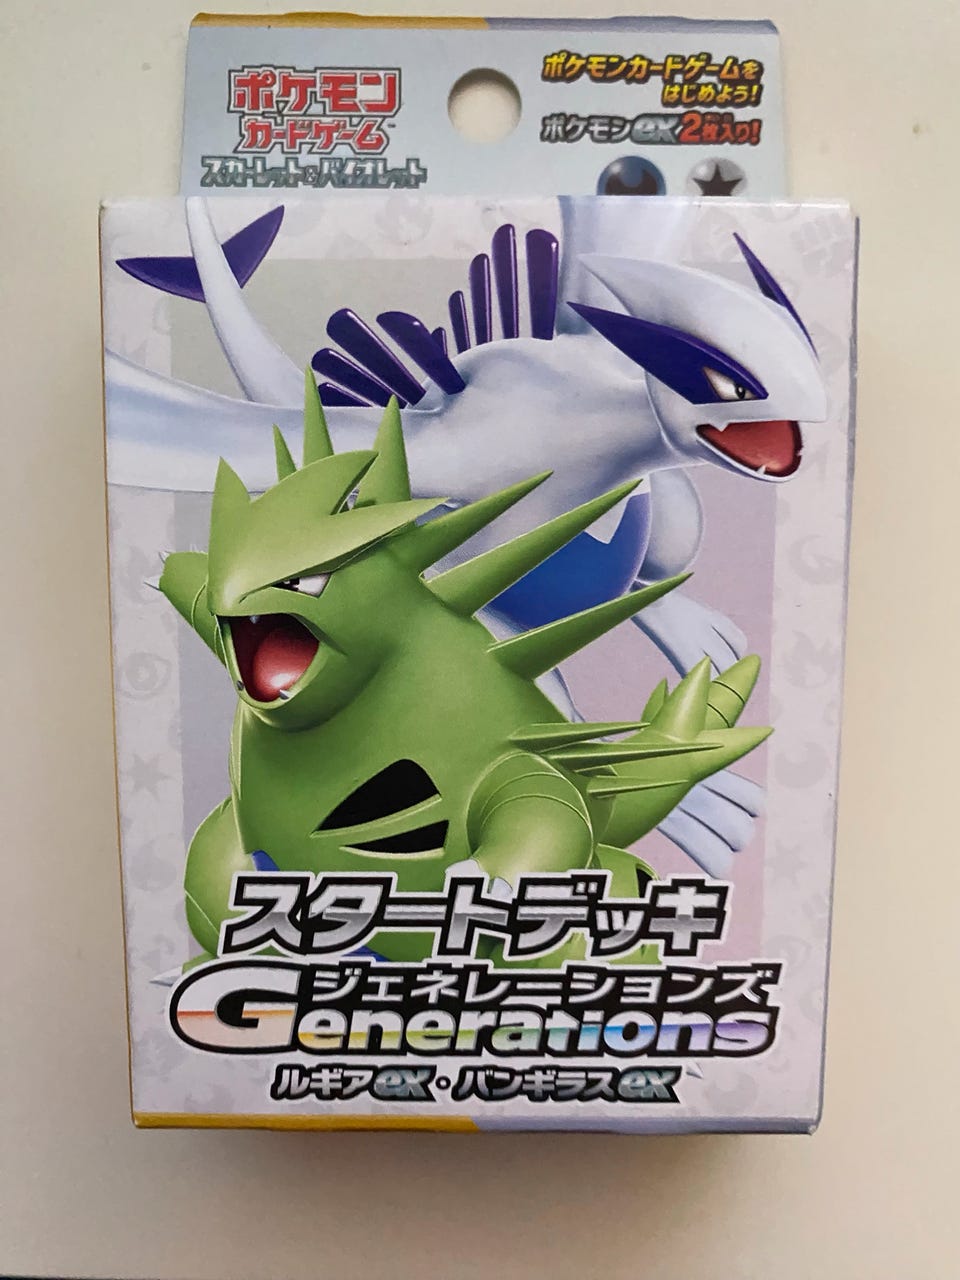 ポケモン
カードゲーム
スカーレット&バイオレット
ポケモンカードゲームを
はじめよう!
ポケモンex2枚入り!
スタートデッキ
ジェネレーションズ
Generations
ルギアex・バンギラスex